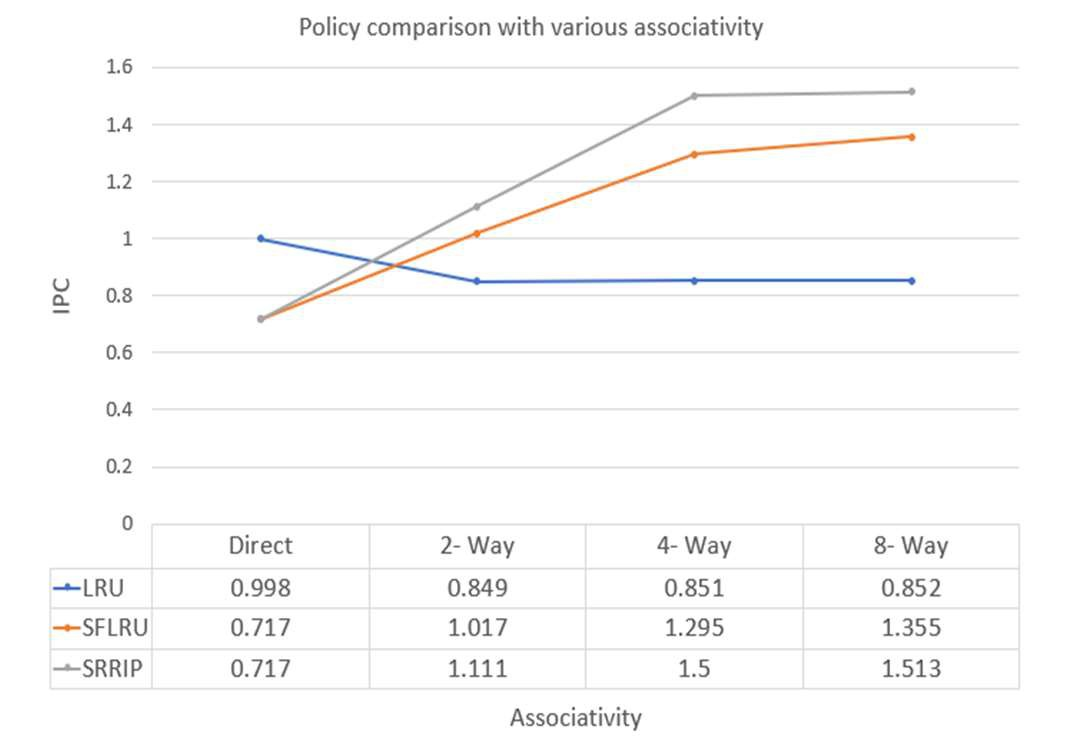 Policy comparison with various associativity
1.6
1.4
1.2
1
0.8
0.6
0.4
0.2
0
IPC
Direct 2- Way 4- Way 8- Way
LRU 0.998 0.849 0.851 0.852
SFLRU 0.717 1.017 1.295 1.355
SRRIP 0.717 1.111 1.5 1.513
Associativity